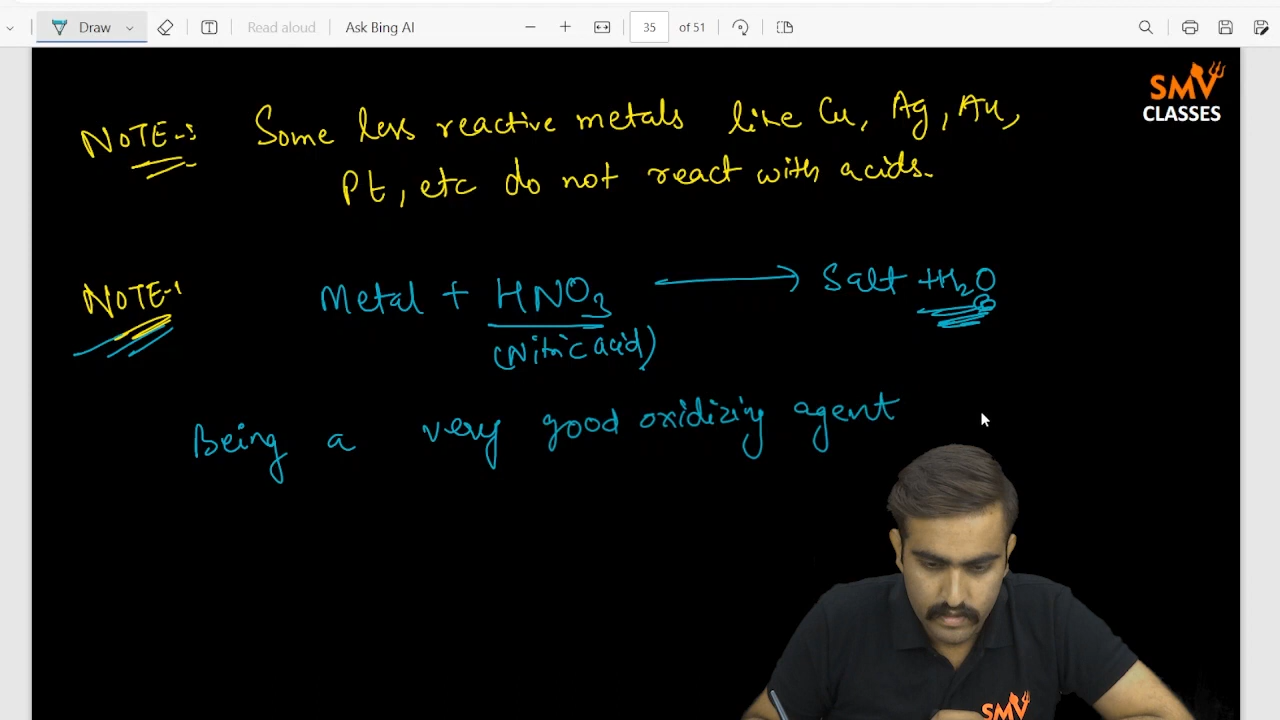 Draw
Read aloud
Ask Bing AI
35
of 51
SMV
CLASSES
NOTE-:
Some less reactive metals like Cu, Ag, Au,
Pt, etc do not react with acids.
NOTE-:
Metal + HNO3 → Salt + H2O
(Nitric acid)
Being a very good oxidizing agent
SMV